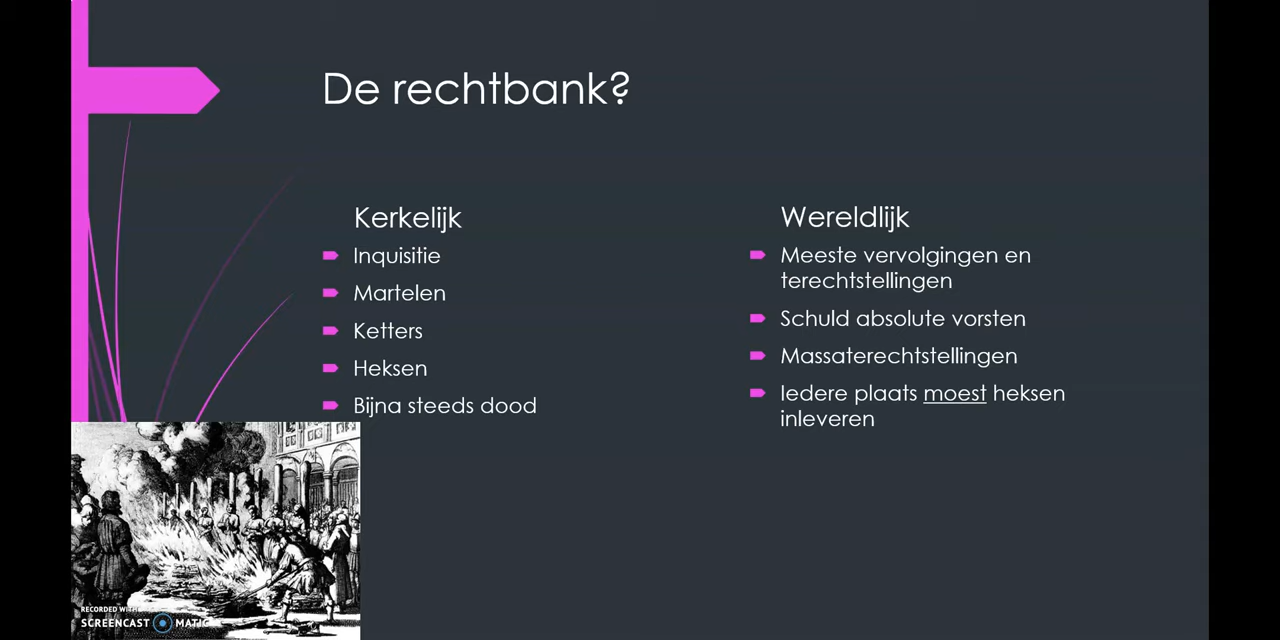 De rechtbank?
Kerkelijk
Inquisitie
Martelen
Ketters
Heksen
Bijna steeds dood
Wereldlijk
Meeste vervolgingen en
terechtstellingen
Schuld absolute vorsten
Massaterechtstellingen
Iedere plaats moest heksen
inleveren
RECORDED WITH
SCREENCAST MATIC